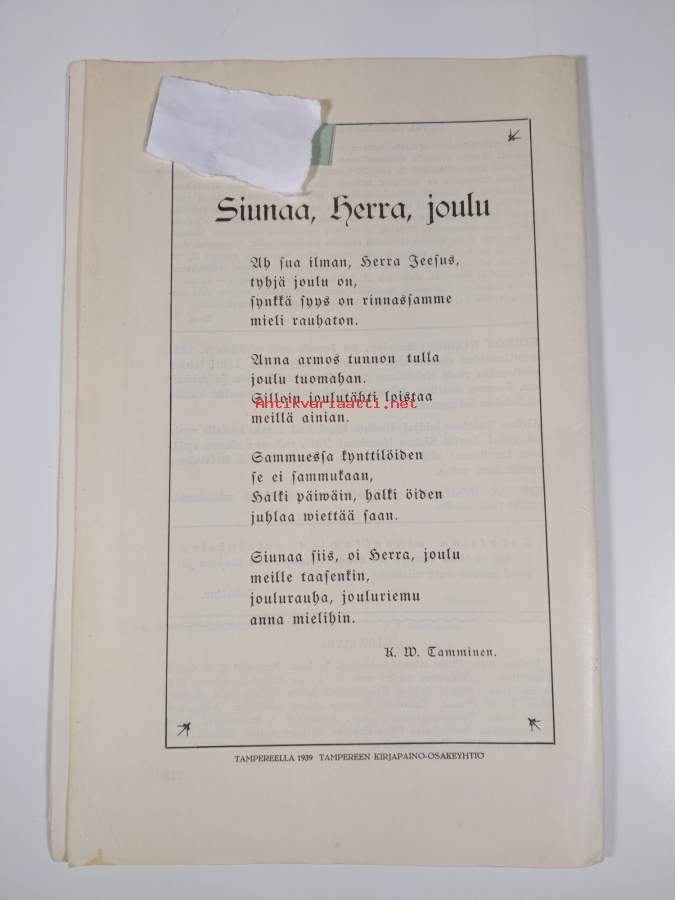 Siunaa, Herra, joulu
Ah sua ilman, Herra Jeesus,
tyhjä joulu on,
synkkä syys on rinnassamme
mieli rauhaton.
Anna armos tunnon tulla
joulu tuomahan.
Silloin joulutähti loistaa
meillä ainian.
Antikvariaatti.net
Sammuessa kynttilöiden
se ei sammukaan,
Halki päiwäin, halki öiden
juhlaa wiettää saan.
Siunaa siis, oi Herra, joulu
meille taasenkin,
joulurauha, jouluriemu
anna mielihin.
K. W. Tamminen.
TAMPEREELLA 1939 TAMPEREEN KIRJAPAINO-OSAKEYHTIÖ